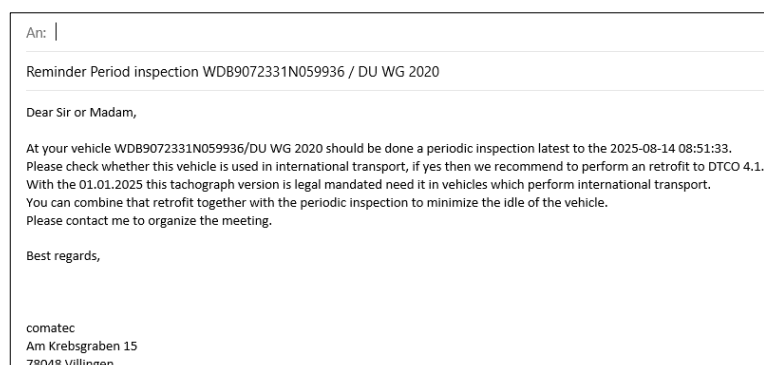 An:
Reminder Period inspection WDB9072331N059936 / DU WG 2020
Dear Sir or Madam,
At your vehicle WDB9072331N059936/DU WG 2020 should be done a periodic inspection latest to the 2025-08-14 08:51:33.
Please check whether this vehicle is used in international transport, if yes then we recommend to perform an retrofit to DTCO 4.1.
With the 01.01.2025 this tachograph version is legal mandated need it in vehicles which perform international transport.
You can combine that retrofit together with the periodic inspection to minimize the idle of the vehicle.
Please contact me to organize the meeting.
Best regards,
comatec
Am Krebsgraben 15
78048 Villingen